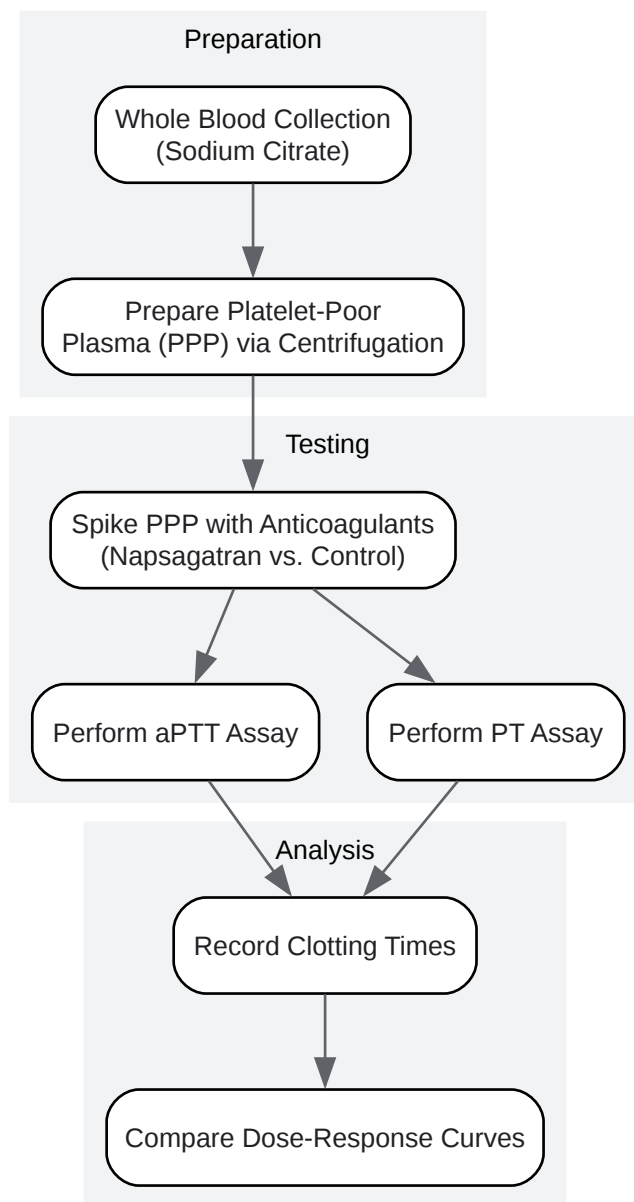 Preparation
Whole Blood Collection
(Sodium Citrate)
Prepare Platelet-Poor
Plasma (PPP) via Centrifugation
Testing
Spike PPP with Anticoagulants
(Napsagatran vs. Control)
Perform aPTT Assay
Perform PT Assay
Analysis
Record Clotting Times
Compare Dose-Response Curves